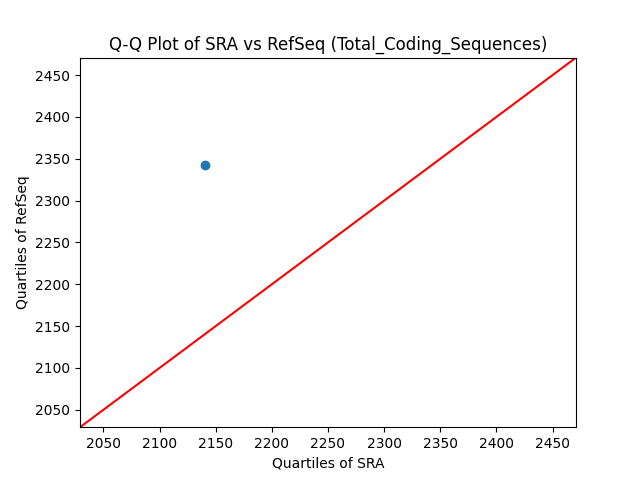 Q-Q Plot of SRA vs RefSeq (Total_Coding_Sequences)
2450
2400
2350
2300
2250
2200
2150
2100
2050
Quartiles of RefSeq
2050 2100 2150 2200 2250 2300 2350 2400 2450
Quartiles of SRA